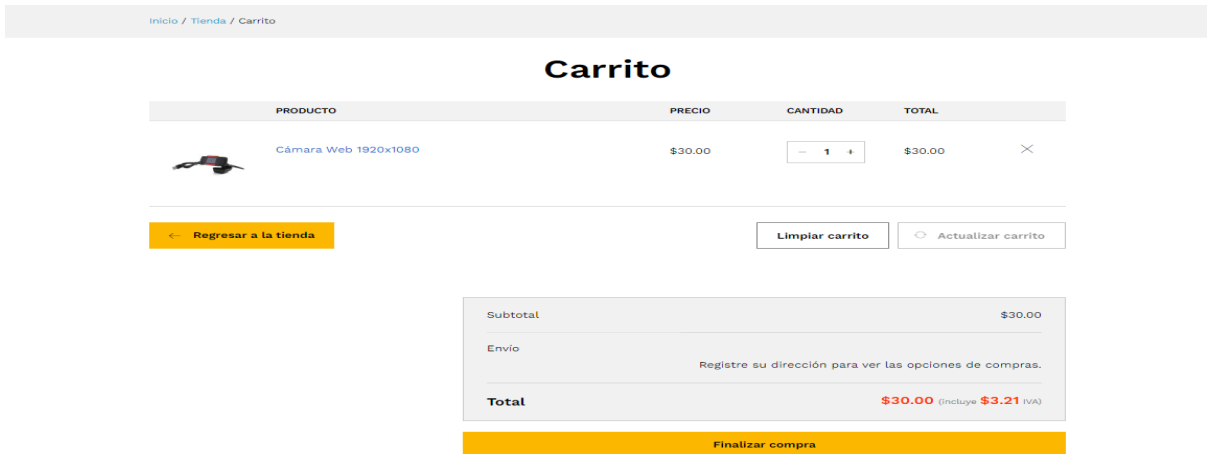 Inicio / Tienda / Carrito
Carrito
PRODUCTO PRECIO CANTIDAD TOTAL
Cámara Web 1920x1080 $30.00 − 1 + $30.00 ×
← Regresar a la tienda Limpiar carrito Actualizar carrito
Subtotal $30.00
Envío
Registre su dirección para ver las opciones de compras.
Total $30.00 (incluye $3.21 IVA)
Finalizar compra